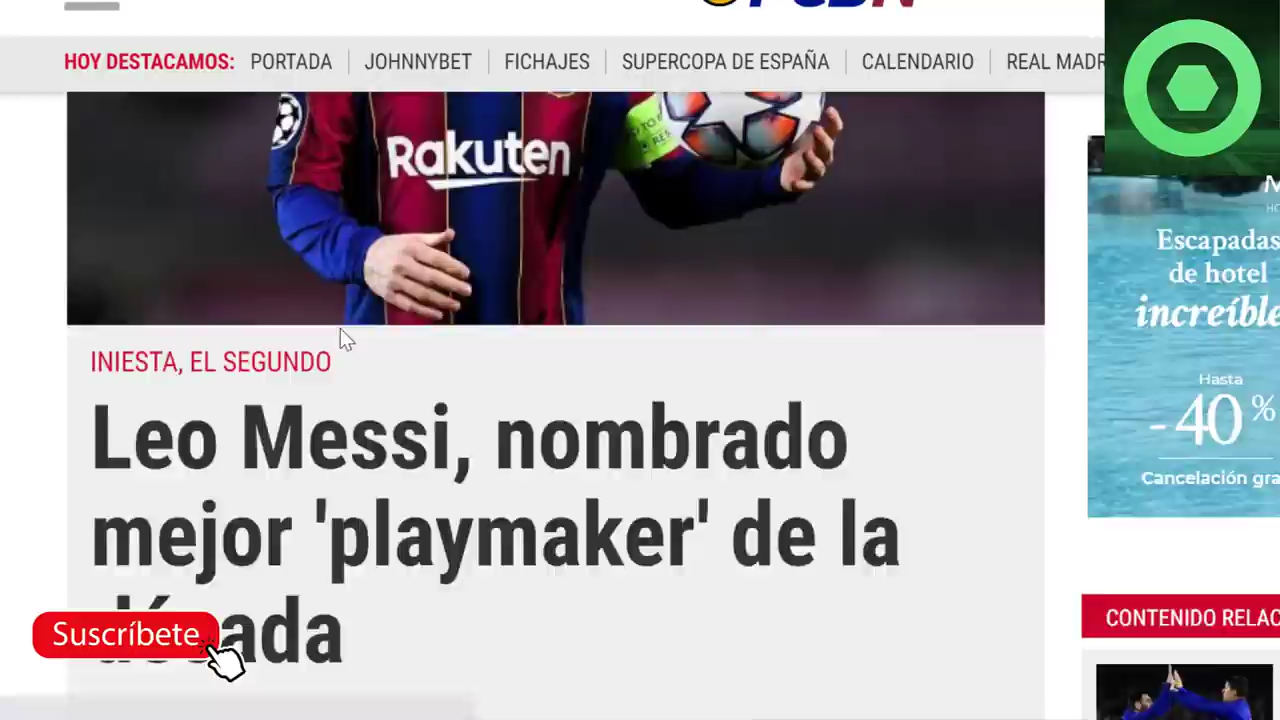 HOY DESTACAMOS: PORTADA JOHNNYBET FICHAJES SUPERCOPA DE ESPAÑA CALENDARIO REAL
Rakuten
INIESTA, EL SEGUNDO
Leo Messi, nombrado
mejor 'playmaker' de la
Suscríbete
Escapadas
de hotel
Hasta
-40%
CONTENIDO